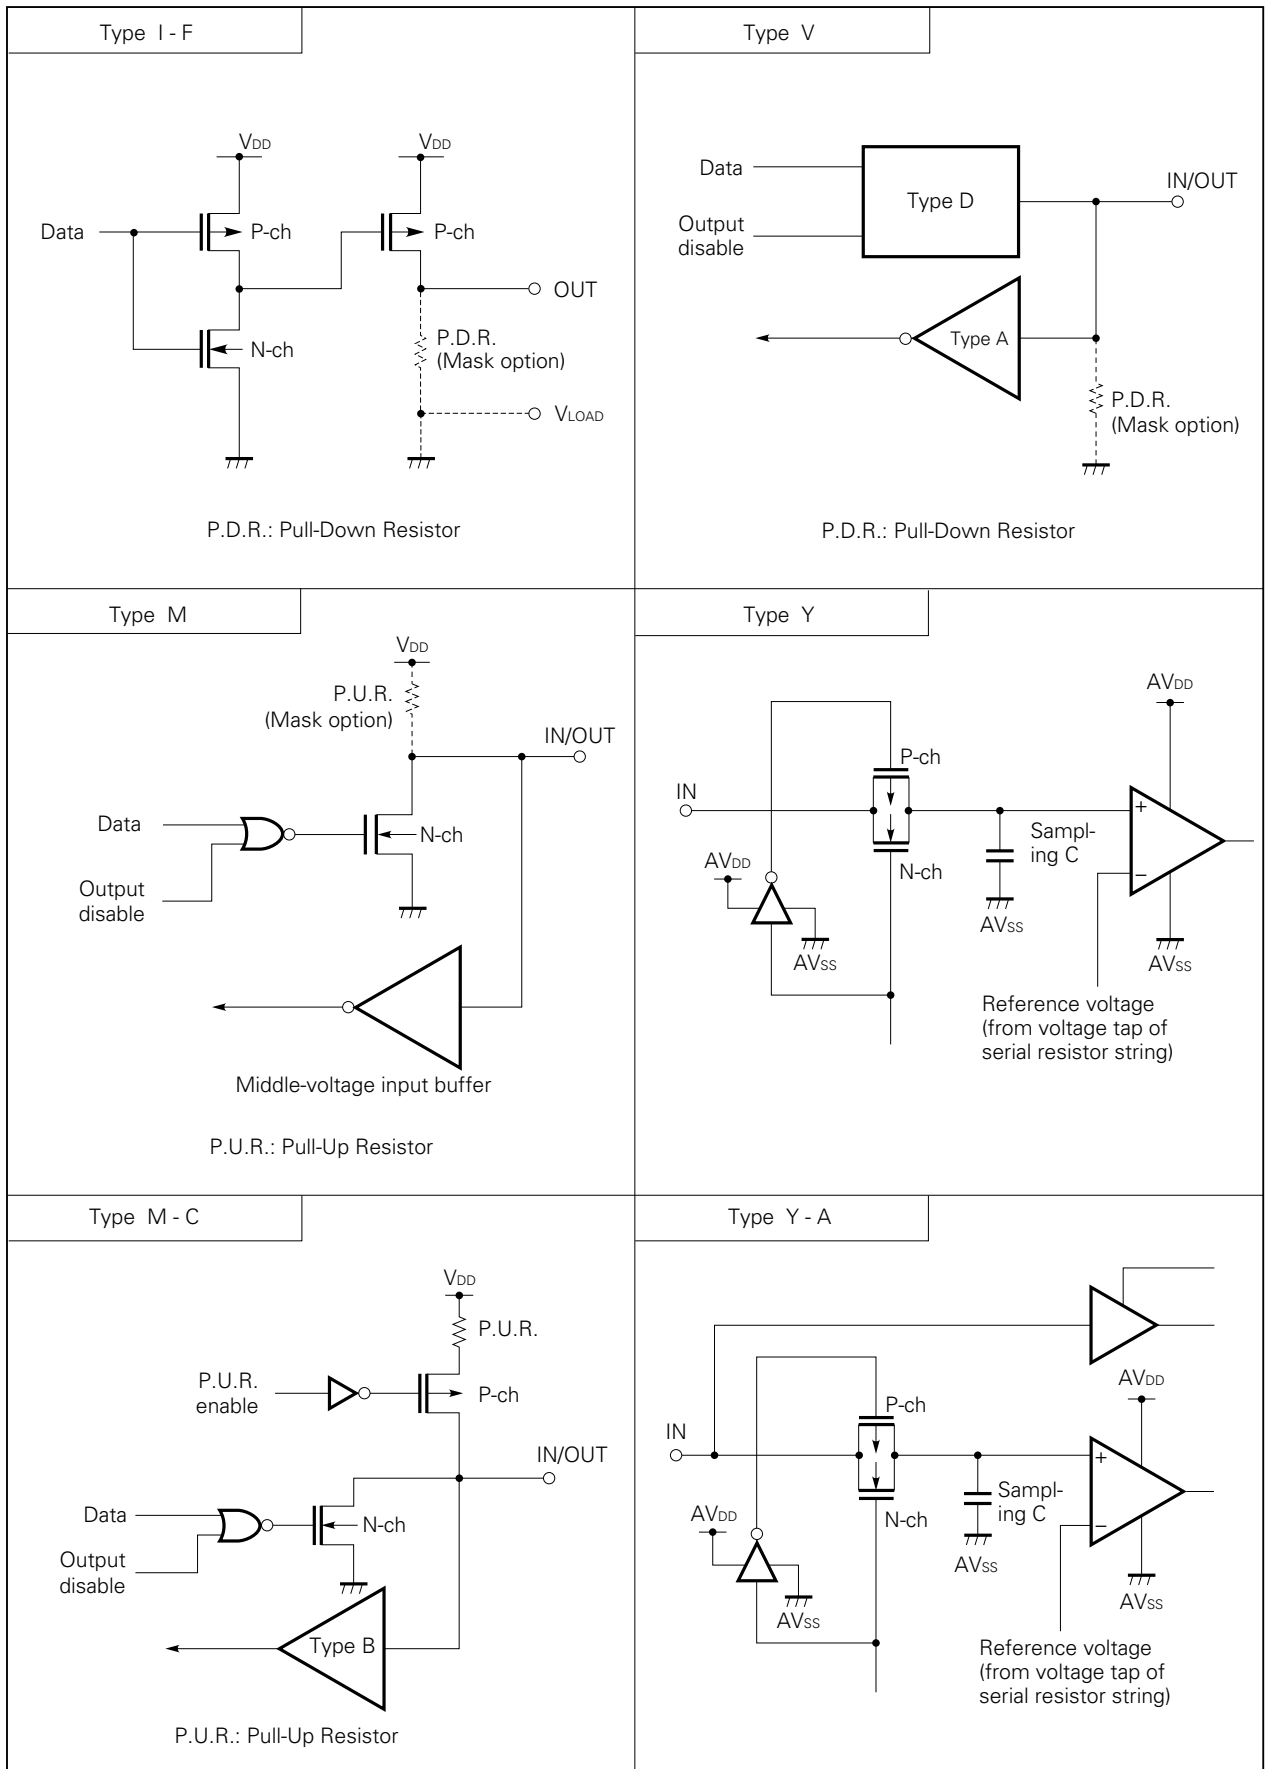 Type I - F
VDD
VDD
Data
P-ch
P-ch
OUT
N-ch
P.D.R.
(Mask option)
VLOAD
P.D.R.: Pull-Down Resistor
Type V
Data
Type D
IN/OUT
Output
disable
Type A
P.D.R.
(Mask option)
P.D.R.: Pull-Down Resistor
Type M
VDD
P.U.R.
(Mask option)
IN/OUT
Data
N-ch
Output
disable
Middle-voltage input buffer
P.U.R.: Pull-Up Resistor
Type Y
AVDD
P-ch
IN
+
Sampl-
ing C
AVDD
N-ch
−
AVSS
AVSS
AVSS
Reference voltage
(from voltage tap of
serial resistor string)
Type M - C
VDD
P.U.R.
P.U.R.
enable
P-ch
IN/OUT
Data
N-ch
Output
disable
Type B
P.U.R.: Pull-Up Resistor
Type Y - A
AVDD
P-ch
IN
+
Sampl-
ing C
AVDD
N-ch
−
AVSS
AVSS
AVSS
Reference voltage
(from voltage tap of
serial resistor string)